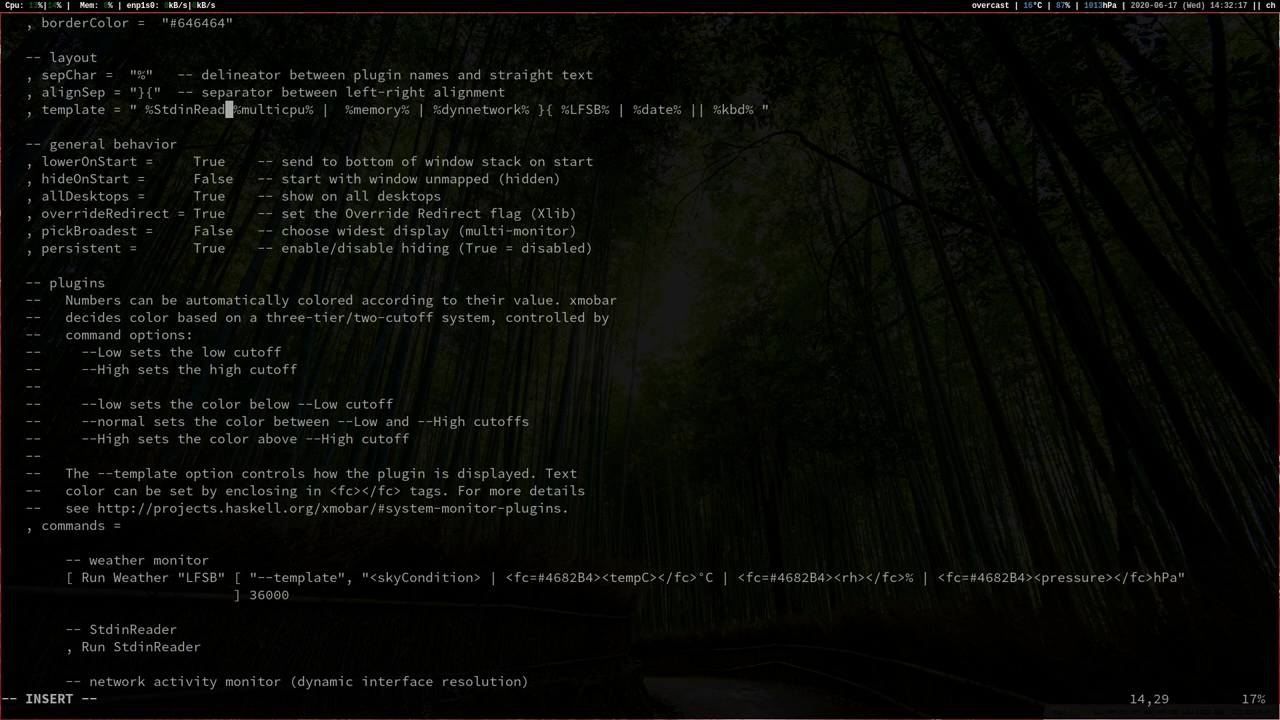 Cpu: 13%|14% |  Mem: 8% | enp1s0: 0kB/s|0kB/s
overcast | 16°C | 87% | 1013hPa | 2020-06-17 (Wed) 14:32:17 || ch
, borderColor =  "#646464"
-- layout
, sepChar =  "%"   -- delineator between plugin names and straight text
, alignSep = "}{"  -- separator between left-right alignment
, template = " %StdinRead %multicpu% |  %memory% | %dynnetwork% }{ %LFSB% | %date% || %kbd% "
-- general behavior
, lowerOnStart =     True    -- send to bottom of window stack on start
, hideOnStart =      False   -- start with window unmapped (hidden)
, allDesktops =      True    -- show on all desktops
, overrideRedirect = True    -- set the Override Redirect flag (Xlib)
, pickBroadest =     False   -- choose widest display (multi-monitor)
, persistent =       True    -- enable/disable hiding (True = disabled)
-- plugins
--   Numbers can be automatically colored according to their value. xmobar
--   decides color based on a three-tier/two-cutoff system, controlled by
--   command options:
--     --Low sets the low cutoff
--     --High sets the high cutoff
--
--     --low sets the color below --Low cutoff
--     --normal sets the color between --Low and --High cutoffs
--     --High sets the color above --High cutoff
--
--   The --template option controls how the plugin is displayed. Text
--   color can be set by enclosing in <fc></fc> tags. For more details
--   see http://projects.haskell.org/xmobar/#system-monitor-plugins.
, commands =
-- weather monitor
[ Run Weather "LFSB" [ "--template", "<skyCondition> | <fc=#4682B4><tempC></fc>°C | <fc=#4682B4><rh></fc>% | <fc=#4682B4><pressure></fc>hPa"
] 36000
-- StdinReader
, Run StdinReader
-- network activity monitor (dynamic interface resolution)
-- INSERT --
14,29
17%